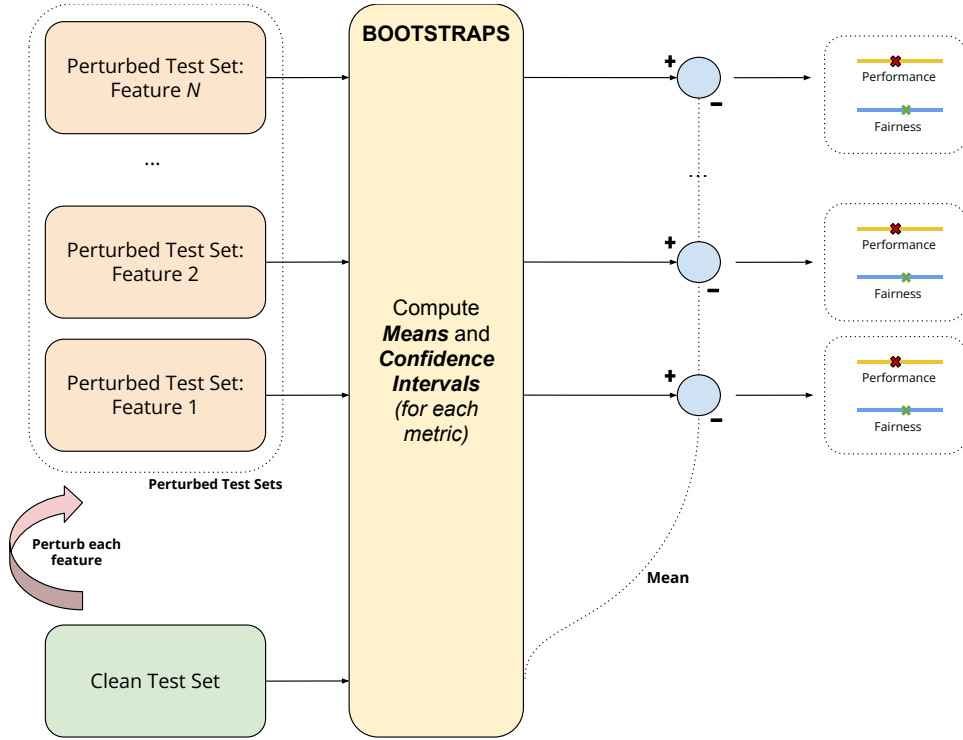 BOOTSTRAPS
Perturbed Test Set:
Feature N
...
Perturbed Test Set:
Feature 2
Perturbed Test Set:
Feature 1
Perturbed Test Sets
Perturb each
feature
Clean Test Set
Compute
Means and
Confidence
Intervals
(for each
metric)
+
−
...
+
−
+
−
Mean
Performance
Fairness
Performance
Fairness
Performance
Fairness